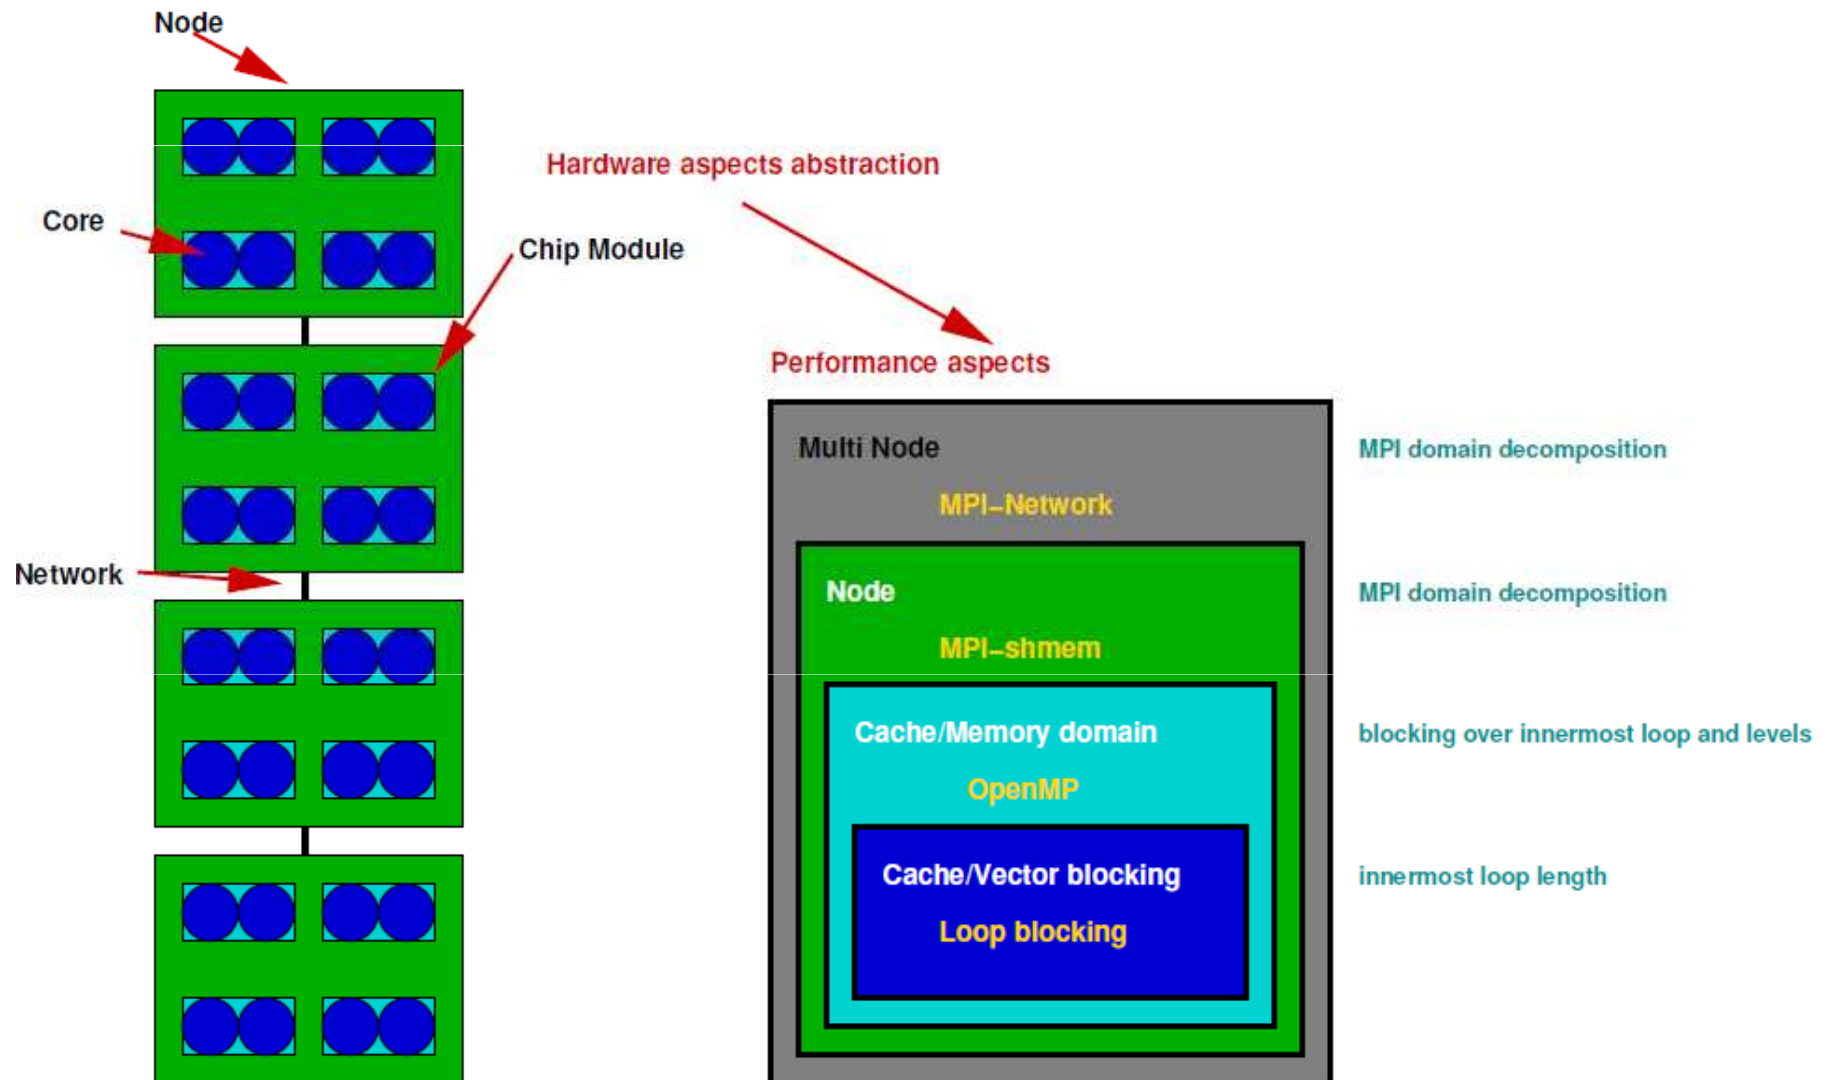 Node
Hardware aspects abstraction
Core
Chip Module
Performance aspects
Multi Node
MPI domain decomposition
MPI–Network
Network
Node
MPI domain decomposition
MPI–shmem
Cache/Memory domain
blocking over innermost loop and levels
OpenMP
Cache/Vector blocking
innermost loop length
Loop blocking